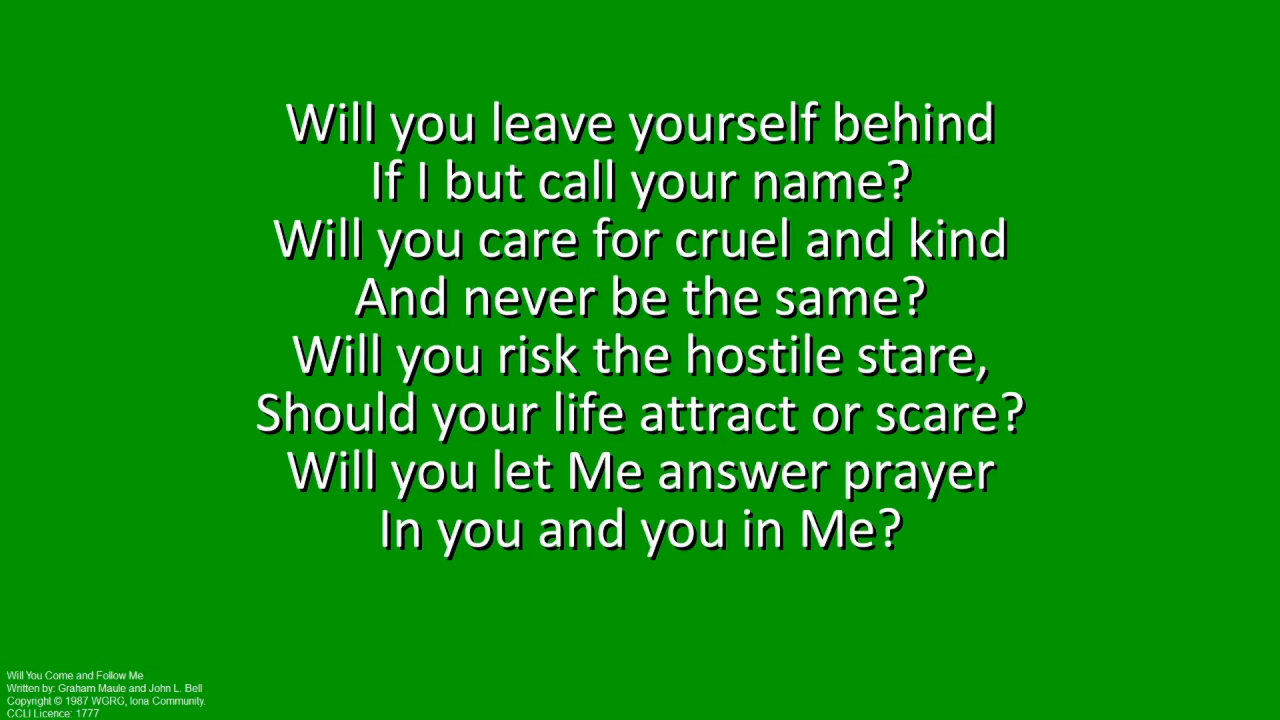 Will you leave yourself behind
If I but call your name?
Will you care for cruel and kind
And never be the same?
Will you risk the hostile stare,
Should your life attract or scare?
Will you let Me answer prayer
In you and you in Me?
Will You Come and Follow Me
Written by: Graham Maule and John L. Bell
Copyright © 1987 WGRG, Iona Community.
CCLI Licence: 1777